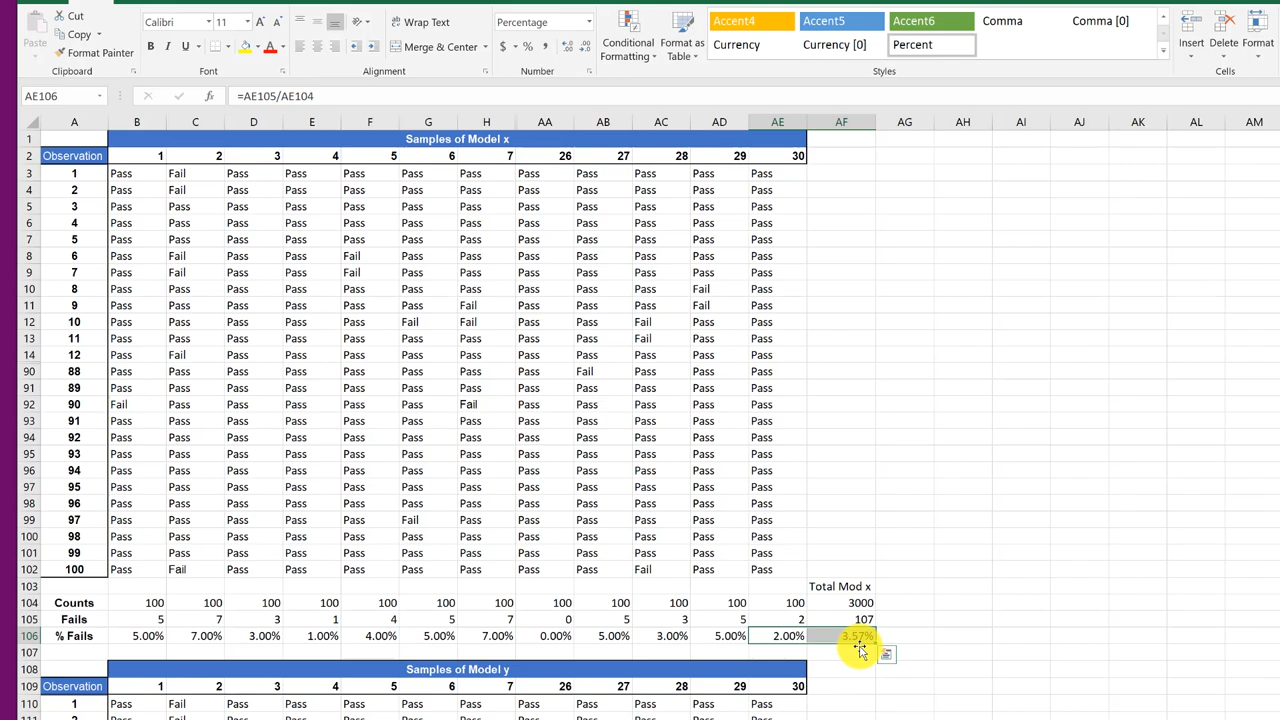 Cut
Copy
Format Painter
Paste
Clipboard
Calibri 11
B I U
Font
Wrap Text
Merge & Center
Alignment
Percentage
$ %
Number
Conditional Formatting
Format as Table
Accent4 Accent5 Accent6 Comma Comma [0]
Currency Currency [0] Percent
Styles
Insert Delete Format
Cells
AE106 fx =AE105/AE104
A B C D E F G H AA AB AC AD AE AF AG AH AI AJ AK AL AM
1 Samples of Model x
2 Observation 1 2 3 4 5 6 7 26 27 28 29 30
3 1 Pass Fail Pass Pass Pass Pass Pass Pass Pass Pass Pass Pass
4 2 Pass Fail Pass Pass Pass Pass Pass Pass Pass Pass Pass Pass
5 3 Pass Pass Pass Pass Pass Pass Pass Pass Pass Pass Pass Pass
6 4 Pass Pass Pass Pass Pass Pass Pass Pass Pass Pass Pass Pass
7 5 Pass Pass Pass Pass Pass Pass Pass Pass Pass Pass Pass Pass
8 6 Pass Fail Pass Pass Fail Pass Pass Pass Pass Pass Pass Pass
9 7 Pass Fail Pass Pass Fail Pass Pass Pass Pass Pass Pass Pass
10 8 Pass Pass Pass Pass Pass Pass Pass Pass Pass Pass Fail Pass
11 9 Pass Pass Pass Pass Pass Pass Fail Pass Pass Pass Fail Pass
12 10 Pass Pass Pass Pass Pass Fail Fail Pass Pass Fail Pass Pass
13 11 Pass Pass Pass Pass Pass Pass Pass Pass Pass Fail Pass Pass
14 12 Pass Fail Pass Pass Pass Pass Pass Pass Pass Pass Pass Pass
90 88 Pass Pass Pass Pass Pass Pass Pass Pass Fail Pass Pass Pass
91 89 Pass Pass Pass Pass Pass Pass Pass Pass Pass Pass Pass Pass
92 90 Fail Pass Pass Pass Pass Pass Fail Pass Pass Pass Pass Pass
93 91 Pass Pass Pass Pass Pass Pass Pass Pass Pass Pass Pass Pass
94 92 Pass Pass Pass Pass Pass Pass Pass Pass Pass Pass Pass Pass
95 93 Pass Pass Pass Pass Pass Pass Pass Pass Pass Pass Pass Pass
96 94 Pass Pass Pass Pass Pass Pass Pass Pass Pass Pass Pass Pass
97 95 Pass Pass Pass Pass Pass Pass Pass Pass Pass Pass Pass Pass
98 96 Pass Pass Pass Pass Pass Pass Pass Pass Pass Pass Pass Pass
99 97 Pass Pass Pass Pass Pass Fail Pass Pass Pass Pass Pass Pass
100 98 Pass Pass Pass Pass Pass Pass Pass Pass Pass Pass Pass Pass
101 99 Pass Pass Pass Pass Pass Pass Pass Pass Pass Pass Pass Pass
102 100 Pass Fail Pass Pass Pass Pass Pass Pass Pass Fail Pass Pass
103 Total Mod x
104 Counts 100 100 100 100 100 100 100 100 100 100 100 100 3000
105 Fails 5 7 3 1 4 5 7 0 5 3 5 2 107
106 % Fails 5.00% 7.00% 3.00% 1.00% 4.00% 5.00% 7.00% 0.00% 5.00% 3.00% 5.00% 2.00% 3.57%
107
108 Samples of Model y
109 Observation 1 2 3 4 5 6 7 26 27 28 29 30
110 1 Pass Fail Pass Pass Pass Pass Pass Pass Pass Pass Pass Pass